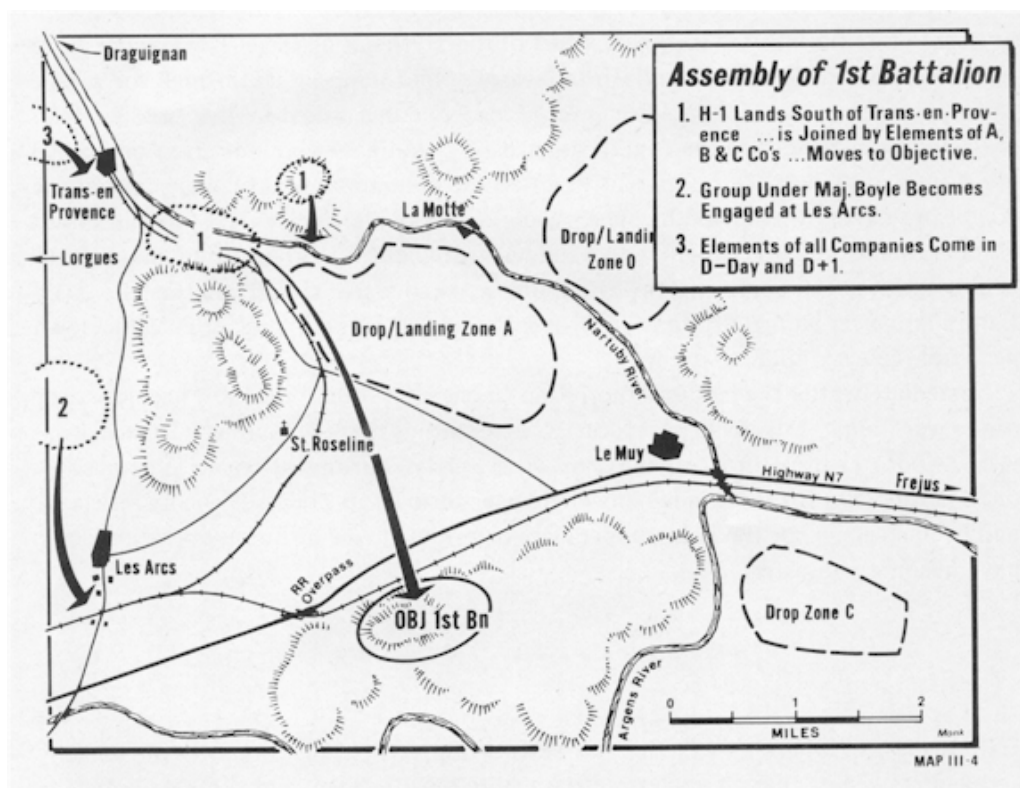 Draguignan
Assembly of 1st Battalion
1. H-1 Lands South of Trans-en-Prov-
ence ...is Joined by Elements of A,
B & C Co's ...Moves to Objective.
2. Group Under Maj. Boyle Becomes
Engaged at Les Arcs.
3. Elements of all Companies Come in
D-Day and D+1.
3
Trans-en
Provence
1
La Motte
Drop/Landin
Zone O
1
Lorgues
Drop/Landing Zone A
Nartuby River
2
St. Roseline
Le Muy
Highway N7
Frejus
Les Arcs
RR
Overpass
OBJ 1st Bn
Drop Zone C
Argens River
0 1 2
MILES
Monk
MAP III-4